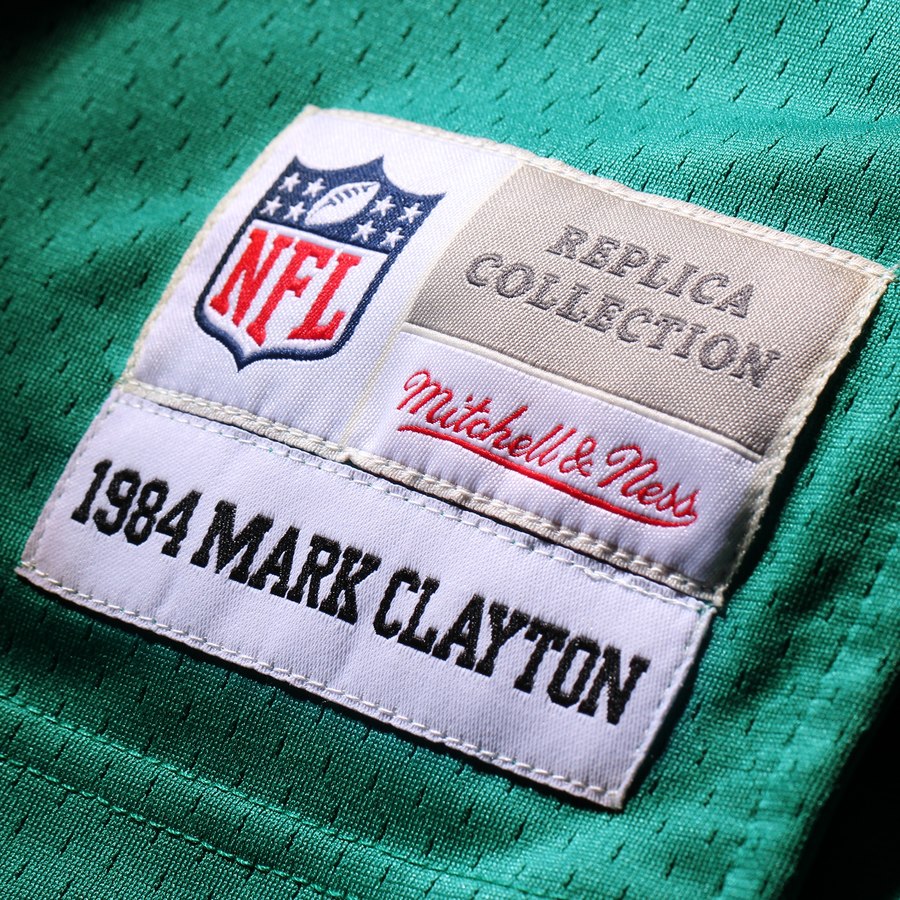 NFL
REPLICA
COLLECTION
Mitchell & Ness
1984 MARK CLAYTON